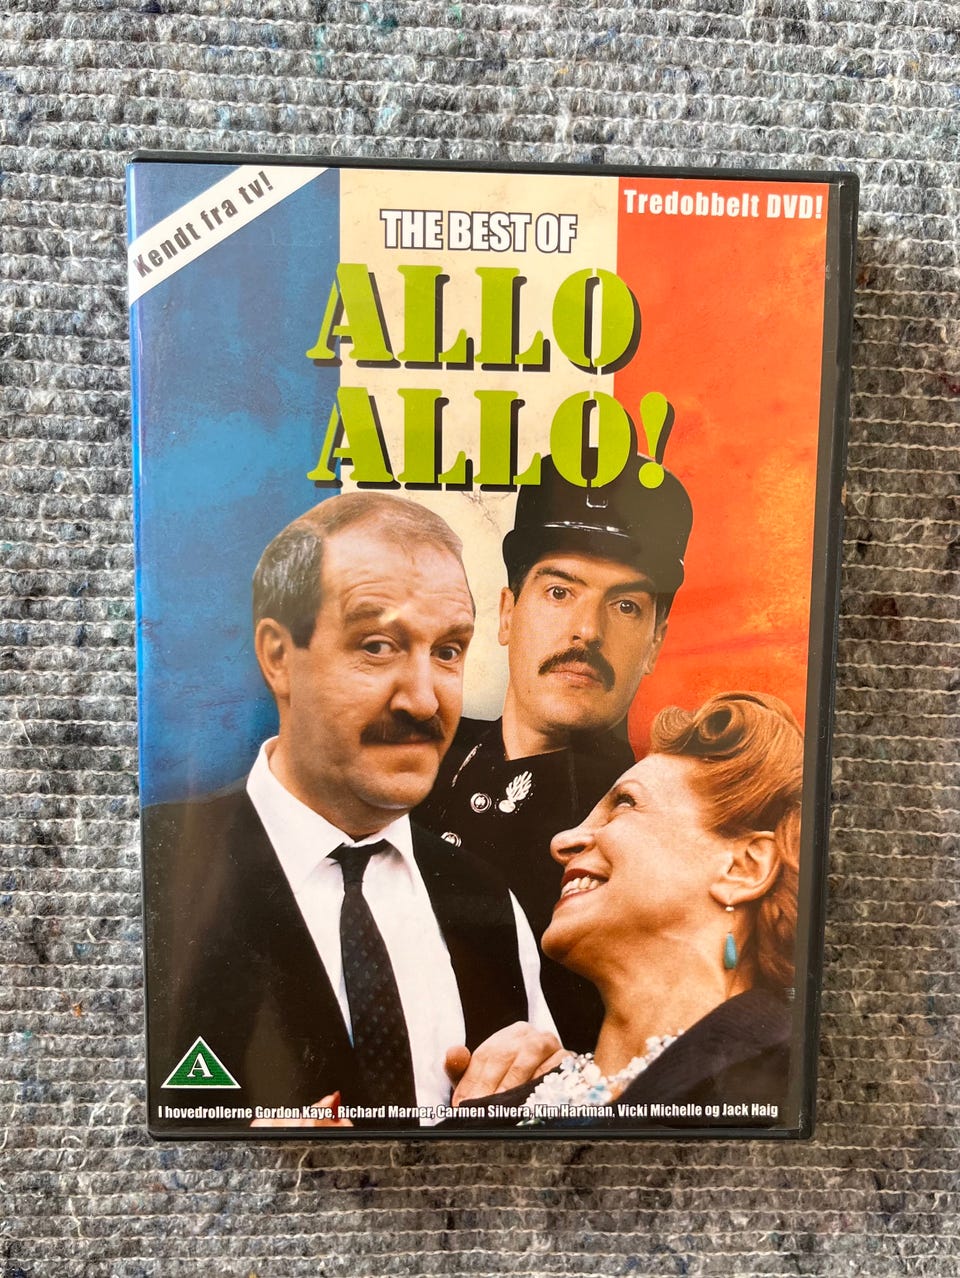 Kendt fra tv!
Tredobbelt DVD!
THE BEST OF
ALLO
ALLO!
A
I hovedrollerne Gordon Kaye, Richard Marner, Carmen Silvera, Kim Hartman, Vicki Michelle og Jack Haig